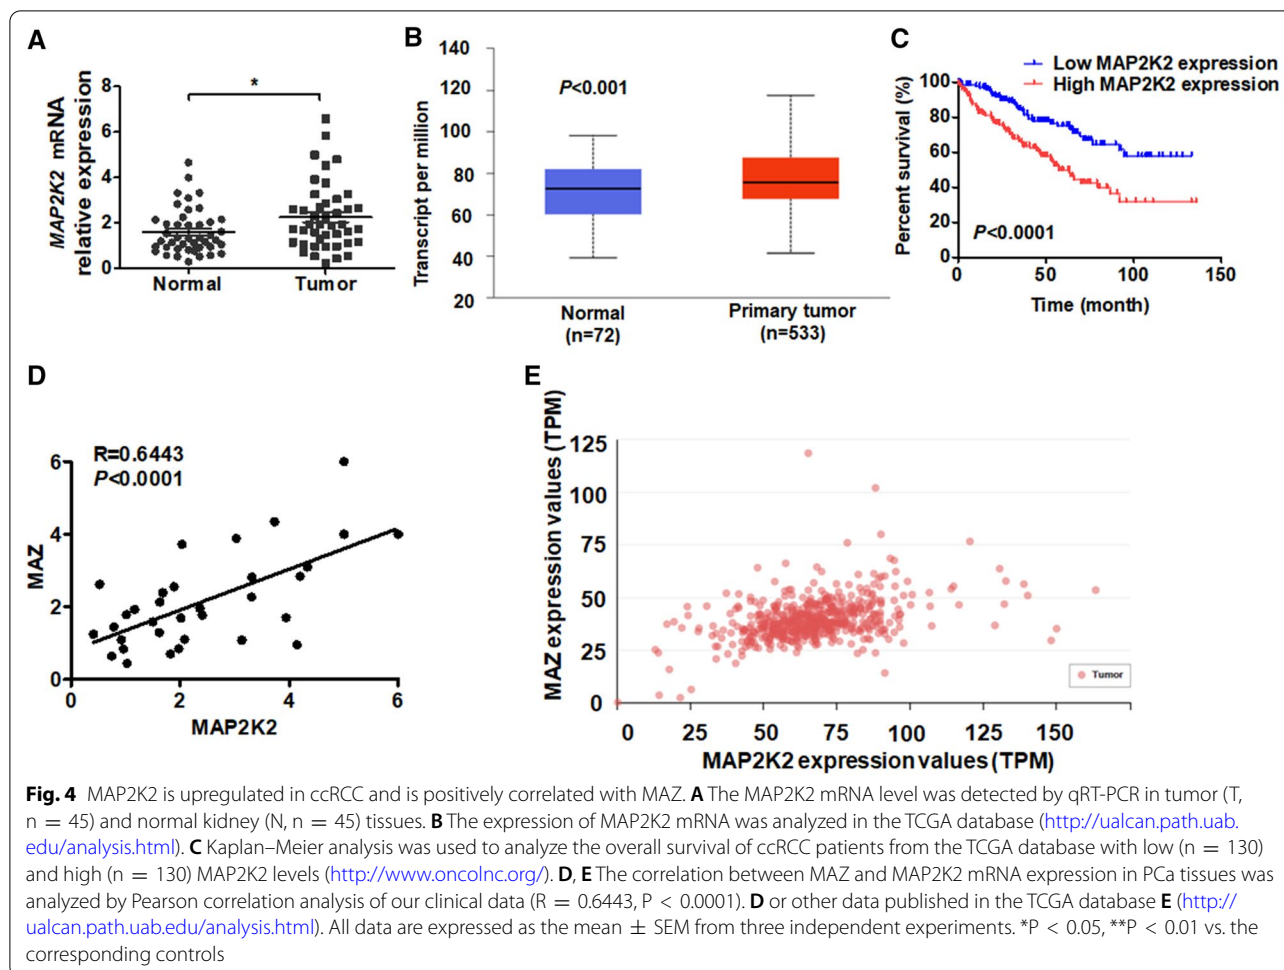 A
MAP2K2 mRNA
relative expression
8
6
4
2
0
*
Normal
Tumor
B
Transcript per million
140
120
100
80
60
40
20
P<0.001
Normal
(n=72)
Primary tumor
(n=533)
C
Low MAP2K2 expression
High MAP2K2 expression
Percent survival (%)
100
80
60
40
20
0
P<0.0001
0 50 100 150
Time (month)
D
R=0.6443
P<0.0001
MAZ
6
4
2
0
0 2 4 6
MAP2K2
E
MAZ expression values (TPM)
125
100
75
50
25
0
Tumor
0 25 50 75 100 125 150
MAP2K2 expression values (TPM)
Fig. 4 MAP2K2 is upregulated in ccRCC and is positively correlated with MAZ. A The MAP2K2 mRNA level was detected by qRT-PCR in tumor (T,
n = 45) and normal kidney (N, n = 45) tissues. B The expression of MAP2K2 mRNA was analyzed in the TCGA database (http://ualcan.path.uab.
edu/analysis.html). C Kaplan–Meier analysis was used to analyze the overall survival of ccRCC patients from the TCGA database with low (n = 130)
and high (n = 130) MAP2K2 levels (http://www.oncolnc.org/). D, E The correlation between MAZ and MAP2K2 mRNA expression in PCa tissues was
analyzed by Pearson correlation analysis of our clinical data (R = 0.6443, P < 0.0001). D or other data published in the TCGA database E (http://
ualcan.path.uab.edu/analysis.html). All data are expressed as the mean ± SEM from three independent experiments. *P < 0.05, **P < 0.01 vs. the
corresponding controls